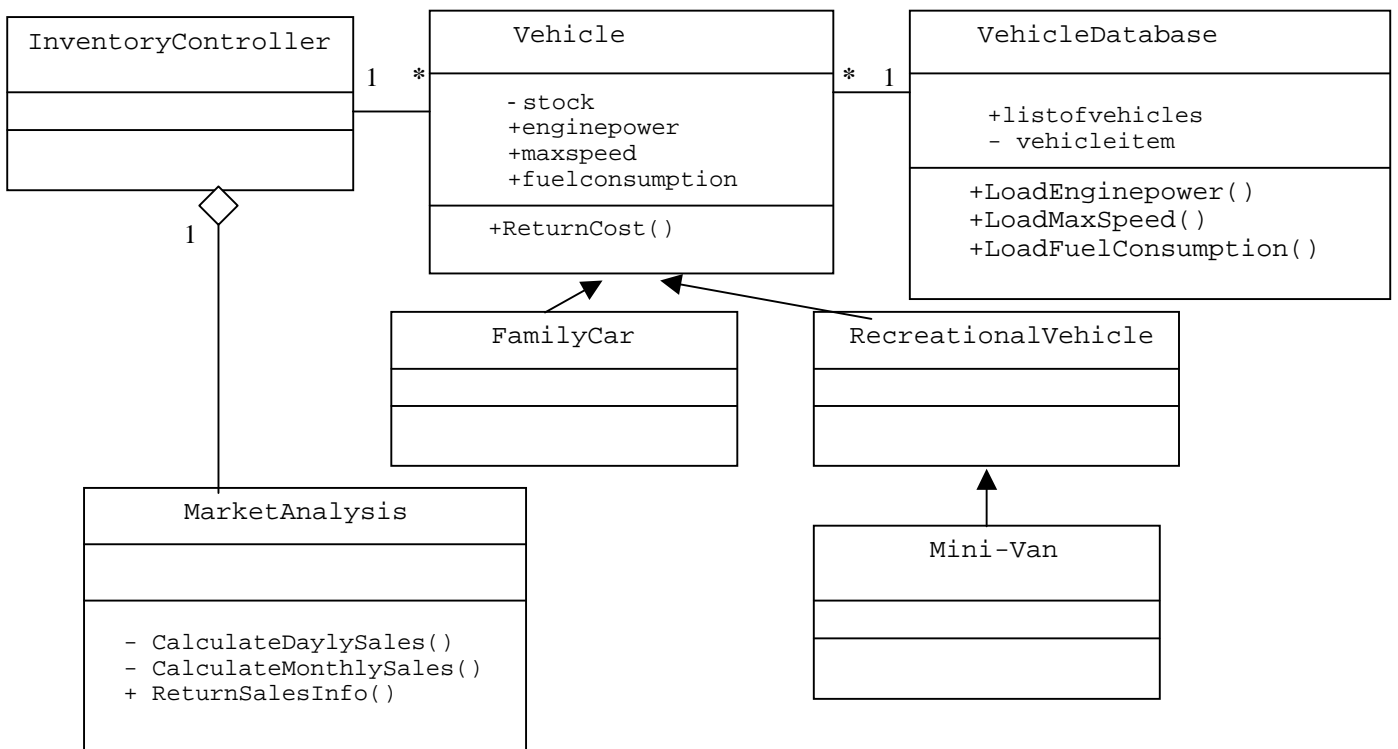 InventoryController
1
*
Vehicle
- stock
+enginepower
+maxspeed
+fuelconsumption
+ReturnCost()
*
1
VehicleDatabase
+listofvehicles
- vehicleitem
+LoadEnginepower()
+LoadMaxSpeed()
+LoadFuelConsumption()
1
FamilyCar
RecreationalVehicle
MarketAnalysis
- CalculateDaylySales()
- CalculateMonthlySales()
+ ReturnSalesInfo()
Mini-Van